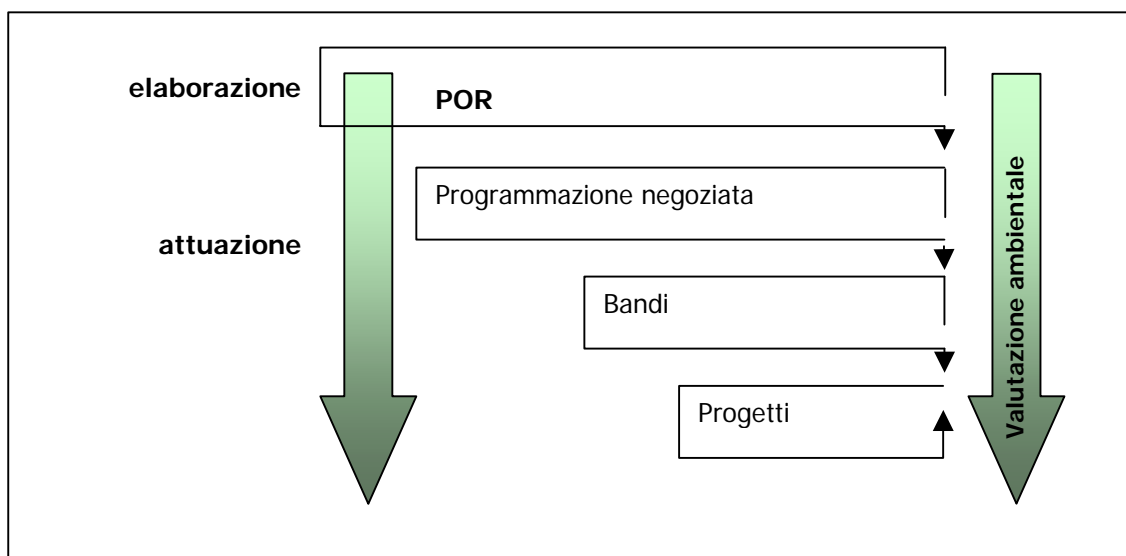 elaborazione
POR
Programmazione negoziata
attuazione
Bandi
Progetti
Valutazione ambientale